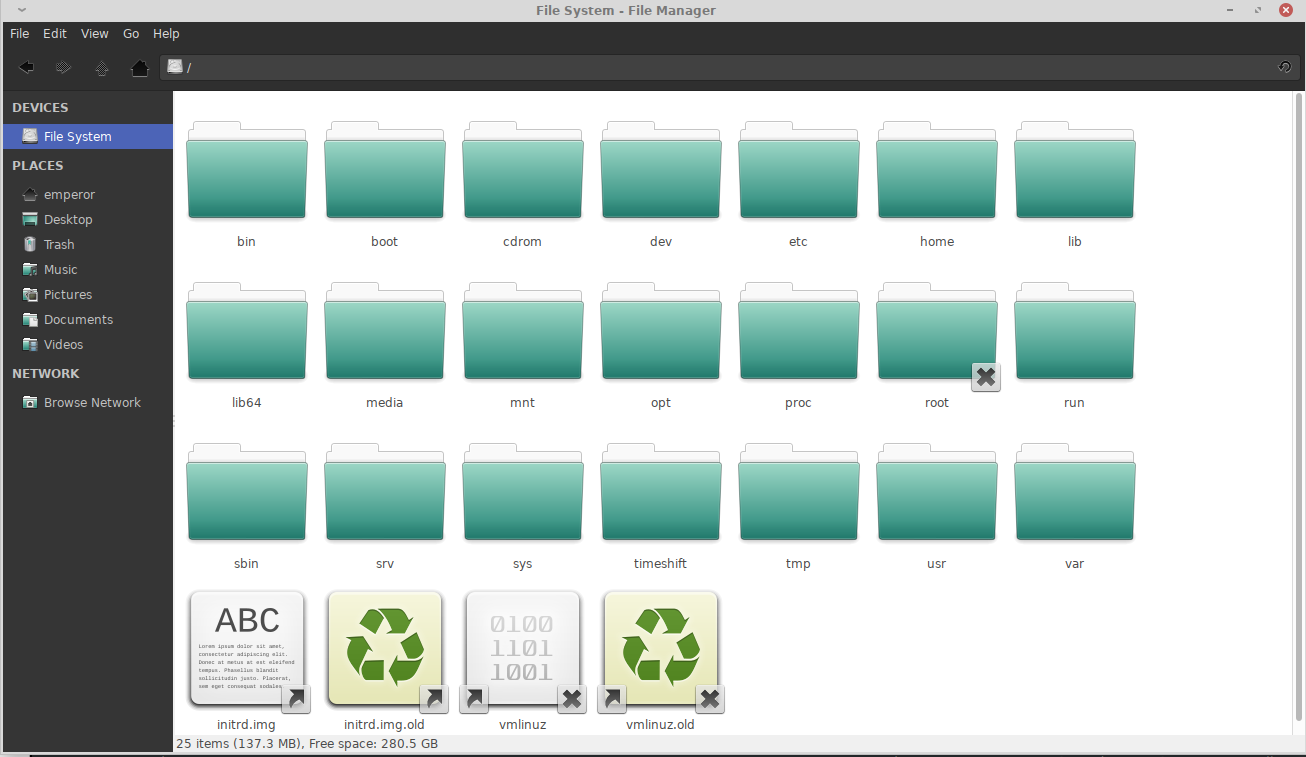 File System - File Manager
File Edit View Go Help
/
DEVICES
File System
PLACES
emperor
Desktop
Trash
Music
Pictures
Documents
Videos
NETWORK
Browse Network
bin boot cdrom dev etc home lib
lib64 media mnt opt proc root run
sbin srv sys timeshift tmp usr var
ABC
Lorem ipsum dolor sit amet,
consectetur adipiscing elit.
Donec at metus at est eleifend
tempus. Phasellus blandit
sollicitudin justo. Placerat,
sem eget consequat sodales
0100
1101
1001
initrd.img initrd.img.old vmlinuz vmlinuz.old
25 items (137.3 MB), Free space: 280.5 GB